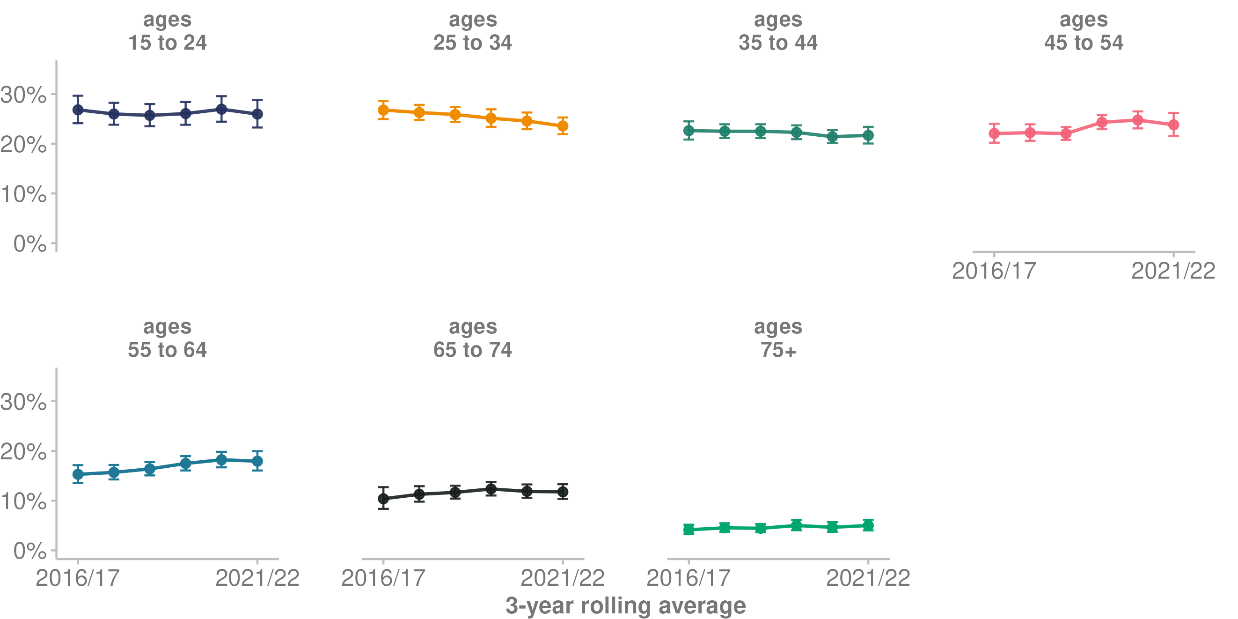 ages
15 to 24
ages
25 to 34
ages
35 to 44
ages
45 to 54
30%
20%
10%
0%
2016/17 2021/22
ages
55 to 64
ages
65 to 74
ages
75+
30%
20%
10%
0%
2016/17 2021/22 2016/17 2021/22 2016/17 2021/22
3-year rolling average